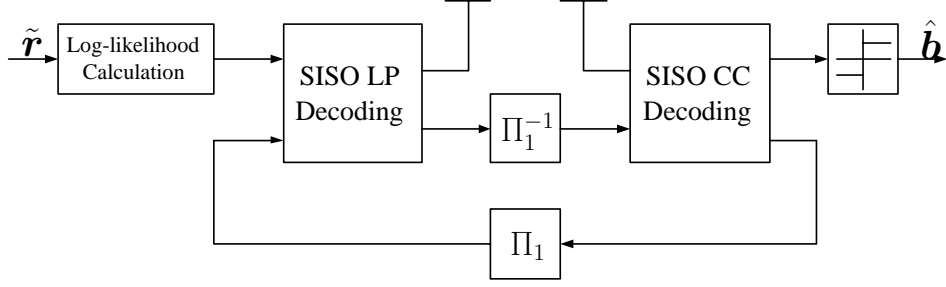 r̃
Log-likelihood
Calculation
SISO LP
Decoding
Π₁⁻¹
SISO CC
Decoding
b̂
Π₁